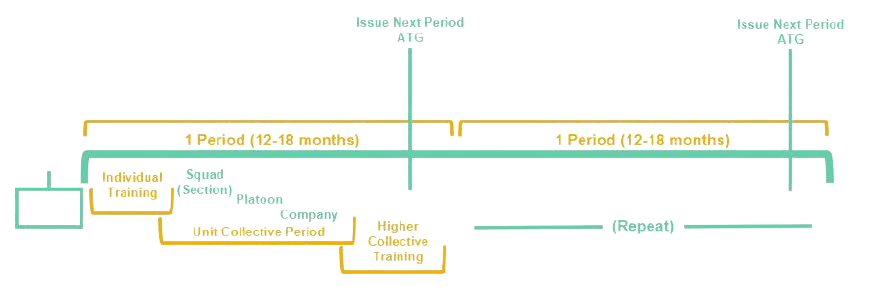 Issue Next Period
ATG
Issue Next Period
ATG
1 Period (12-18 months)
1 Period (12-18 months)
Individual
Training
Squad
(Section)
Platoon
Company
Unit Collective Period
Higher
Collective
Training
(Repeat)